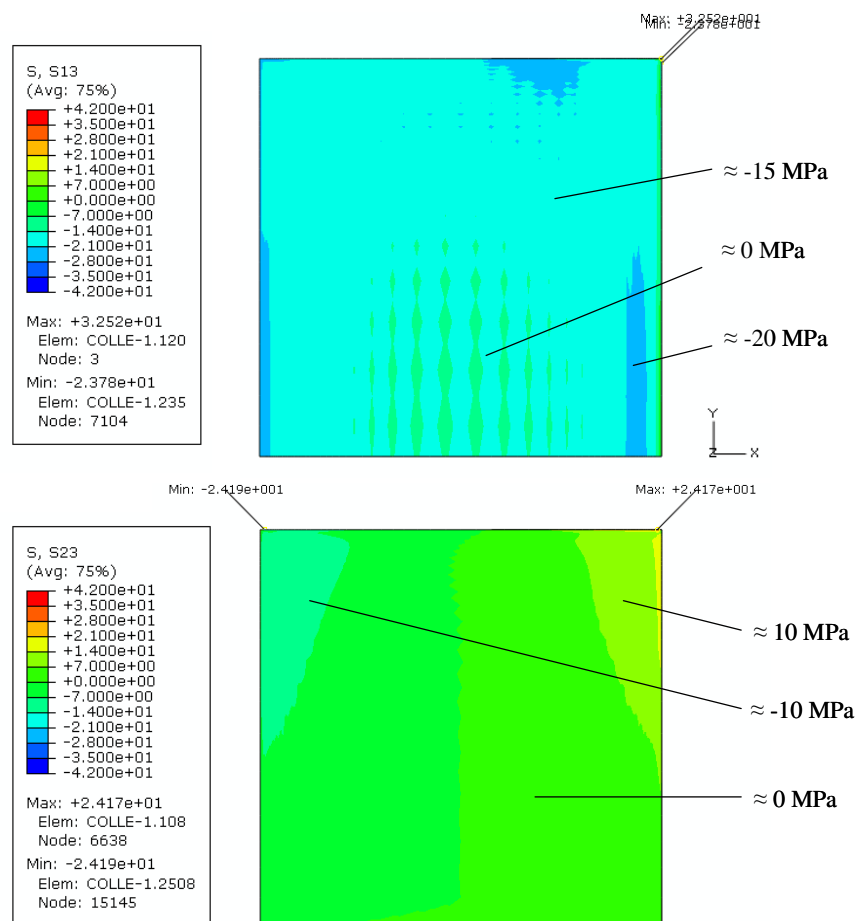 Max: +3.252e+001
Min: -2.378e+001
S, S13
(Avg: 75%)
+4.200e+01
+3.500e+01
+2.800e+01
+2.100e+01
+1.400e+01
+7.000e+00
+0.000e+00
-7.000e+00
-1.400e+01
-2.100e+01
-2.800e+01
-3.500e+01
-4.200e+01
Max: +3.252e+01
Elem: COLLE-1.120
Node: 3
Min: -2.378e+01
Elem: COLLE-1.235
Node: 7104
≈ -15 MPa
≈ 0 MPa
≈ -20 MPa
Y
Z X
Min: -2.419e+001
Max: +2.417e+001
S, S23
(Avg: 75%)
+4.200e+01
+3.500e+01
+2.800e+01
+2.100e+01
+1.400e+01
+7.000e+00
+0.000e+00
-7.000e+00
-1.400e+01
-2.100e+01
-2.800e+01
-3.500e+01
-4.200e+01
Max: +2.417e+01
Elem: COLLE-1.108
Node: 6638
Min: -2.419e+01
Elem: COLLE-1.2508
Node: 15145
≈ 10 MPa
≈ -10 MPa
≈ 0 MPa